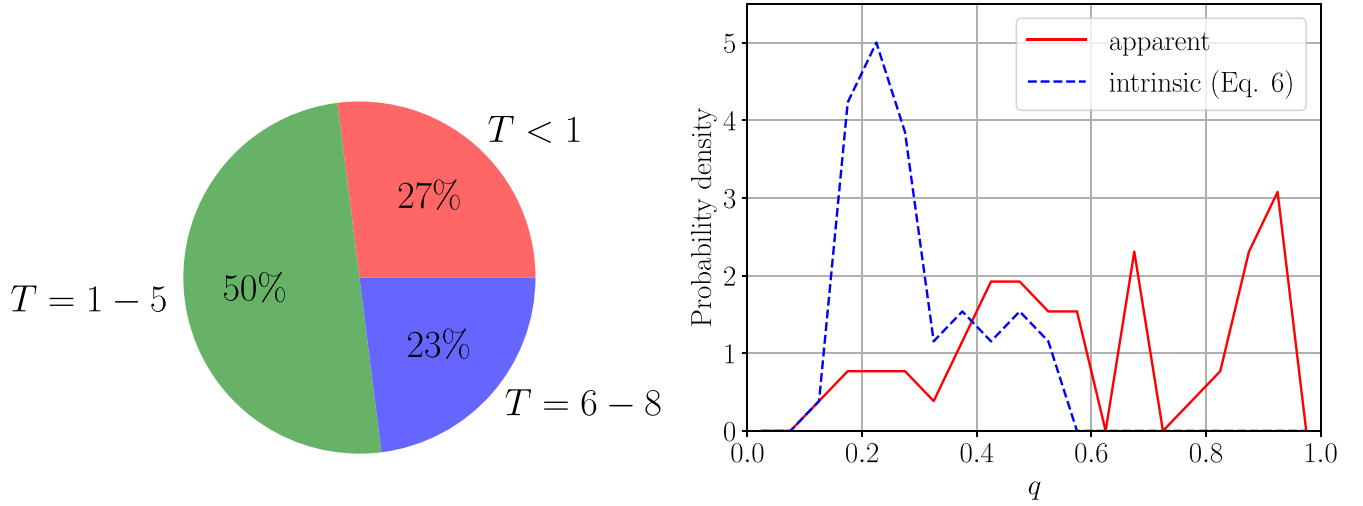 T < 1
27%
T = 1 − 5
50%
23%
T = 6 − 8
apparent
intrinsic (Eq. 6)
Probability density
5
4
3
2
1
0
0.0 0.2 0.4 0.6 0.8 1.0
q